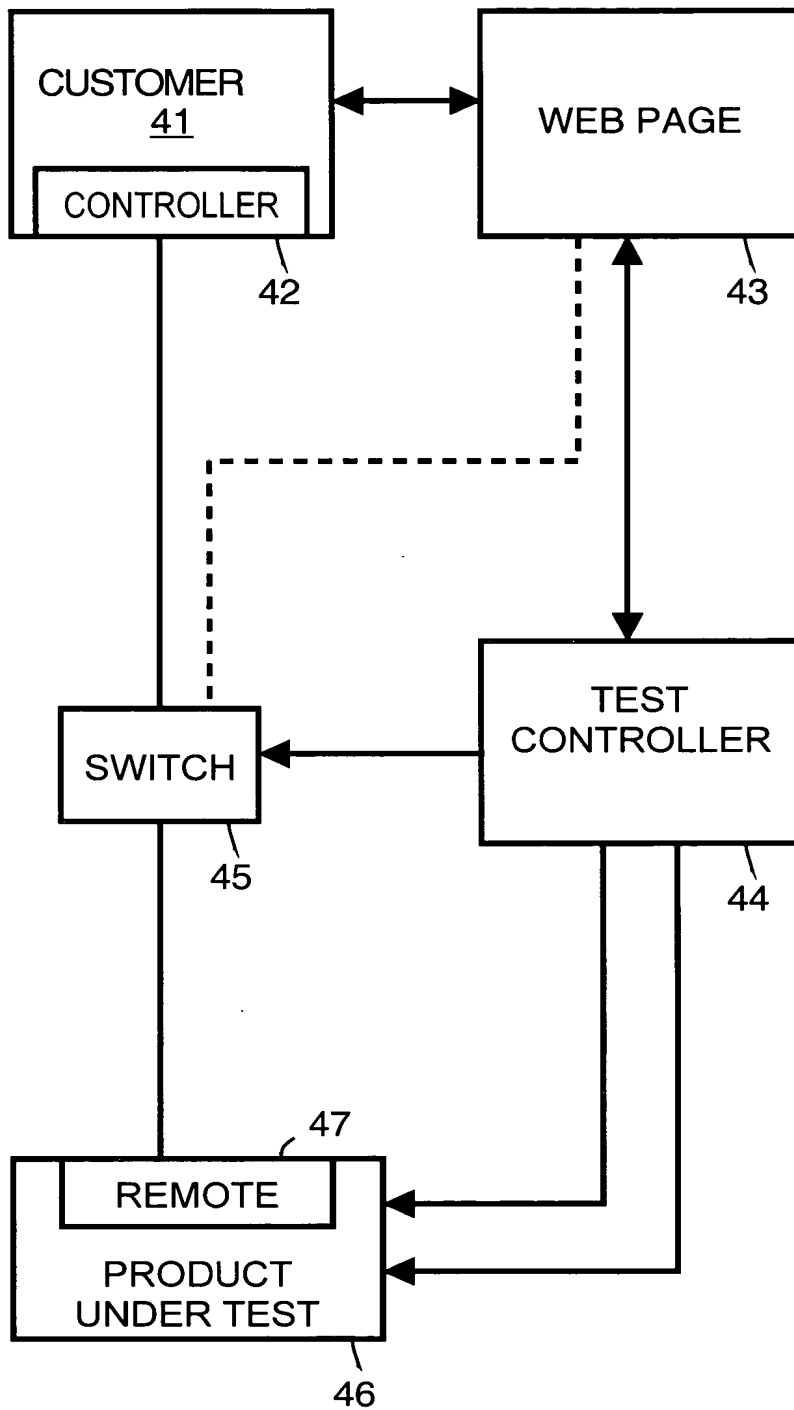 CUSTOMER
41
CONTROLLER
42
WEB PAGE
43
TEST
CONTROLLER
44
SWITCH
45
47
REMOTE
PRODUCT
UNDER TEST
46